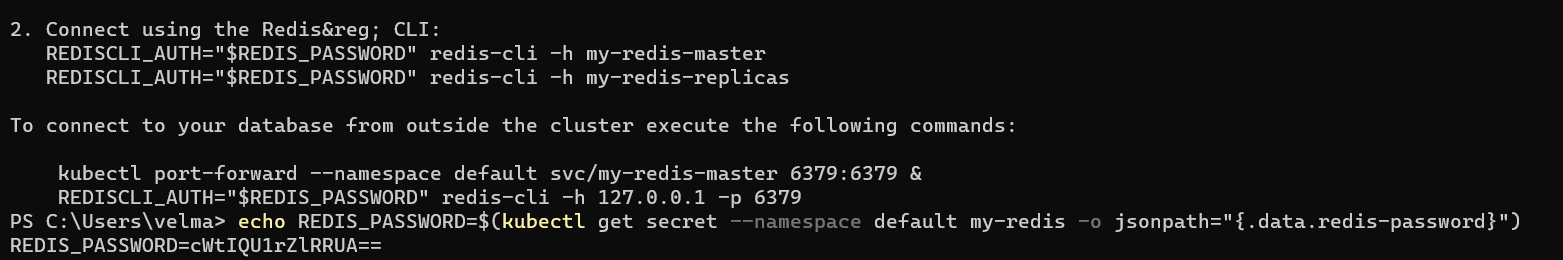 2. Connect using the Redis&reg; CLI:
REDISCLI_AUTH="$REDIS_PASSWORD" redis-cli -h my-redis-master
REDISCLI_AUTH="$REDIS_PASSWORD" redis-cli -h my-redis-replicas
To connect to your database from outside the cluster execute the following commands:
kubectl port-forward --namespace default svc/my-redis-master 6379:6379 &
REDISCLI_AUTH="$REDIS_PASSWORD" redis-cli -h 127.0.0.1 -p 6379
PS C:\Users\velma> echo REDIS_PASSWORD=$(kubectl get secret --namespace default my-redis -o jsonpath="{.data.redis-password}")
REDIS_PASSWORD=cWtIQU1rZlRRUA==